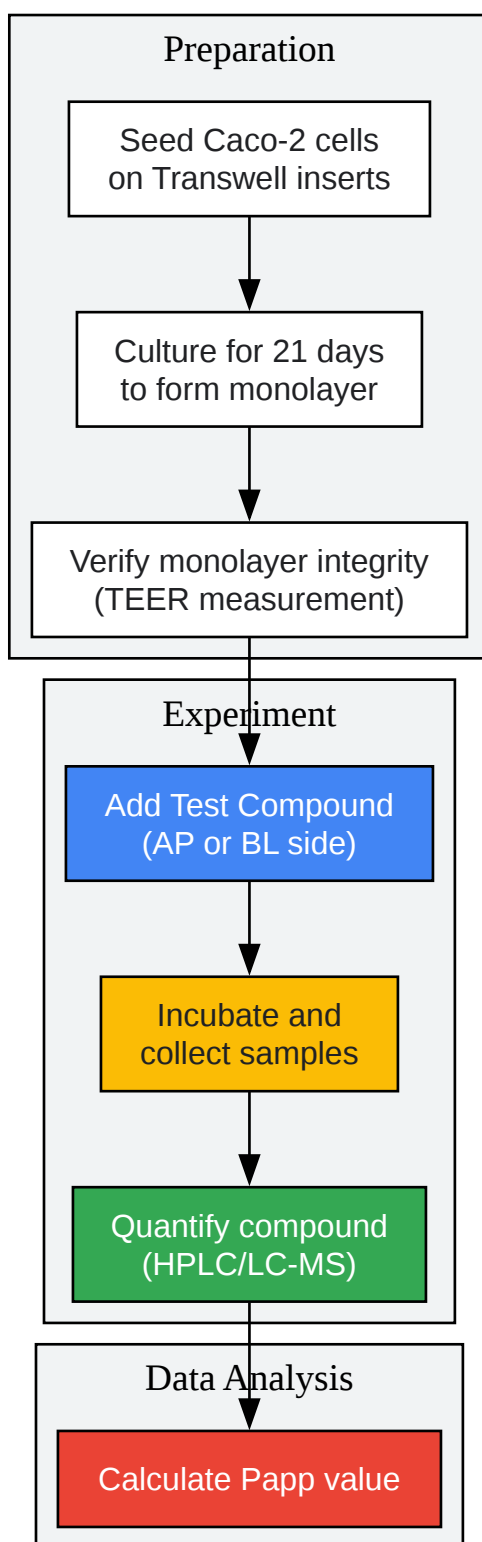 Preparation
Seed Caco-2 cells
on Transwell inserts
Culture for 21 days
to form monolayer
Verify monolayer integrity
(TEER measurement)
Experiment
Add Test Compound
(AP or BL side)
Incubate and
collect samples
Quantify compound
(HPLC/LC-MS)
Data Analysis
Calculate Papp value